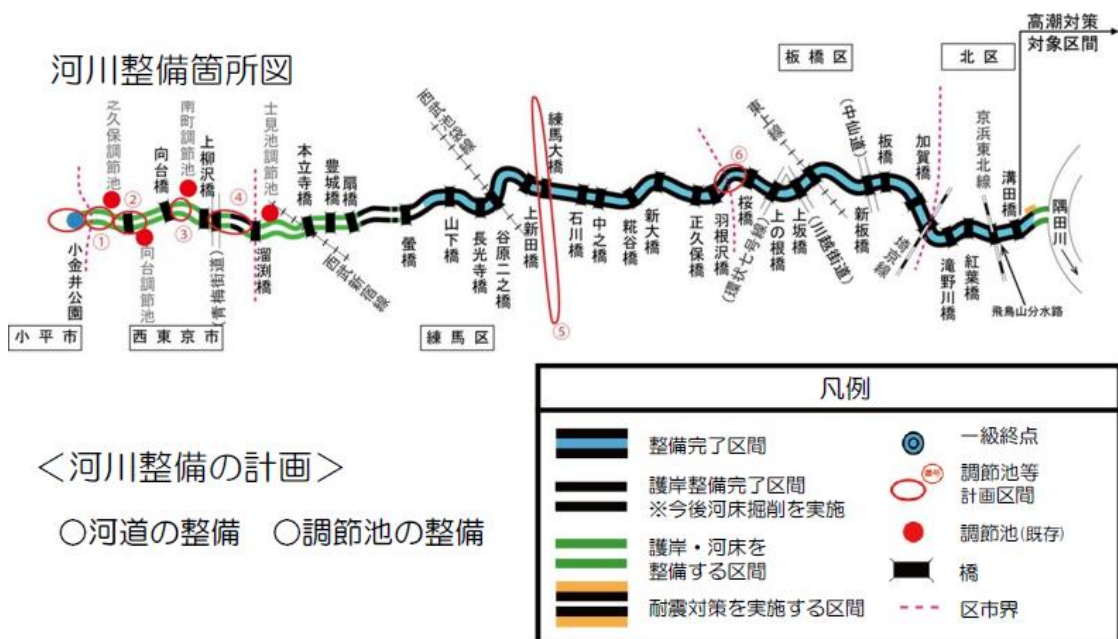 河川整備箇所図
高潮対策
対象区間
板橋区
北区
之久保調節池
向台橋
南町調節池
上柳沢橋
士見池調節池
本立寺橋
豊城橋
扇橋
西武池袋線
練馬大橋
東上線
(中仙道)
板橋
加賀橋
京浜東北線
溝田橋
①
②
③
④
⑤
⑥
小金井公園
向台調節池
(青梅街道)
溜渕橋
西武新宿線
螢橋
山下橋
長光寺橋
谷原二之橋
上新田橋
石川橋
中之橋
糀谷橋
新大橋
正久保橋
羽根沢橋
桜橋
(環状七号線)
上の根橋
上坂橋
(川越街道)
新板橋
埼京線
滝野川橋
紅葉橋
飛鳥山分水路
隅田川
小平市
西東京市
練馬区
凡例
整備完了区間
護岸整備完了区間
※今後河床掘削を実施
護岸・河床を
整備する区間
耐震対策を実施する区間
一級終点
番号
調節池等
計画区間
調節池(既存)
橋
区市界
＜河川整備の計画＞
○河道の整備 ○調節池の整備